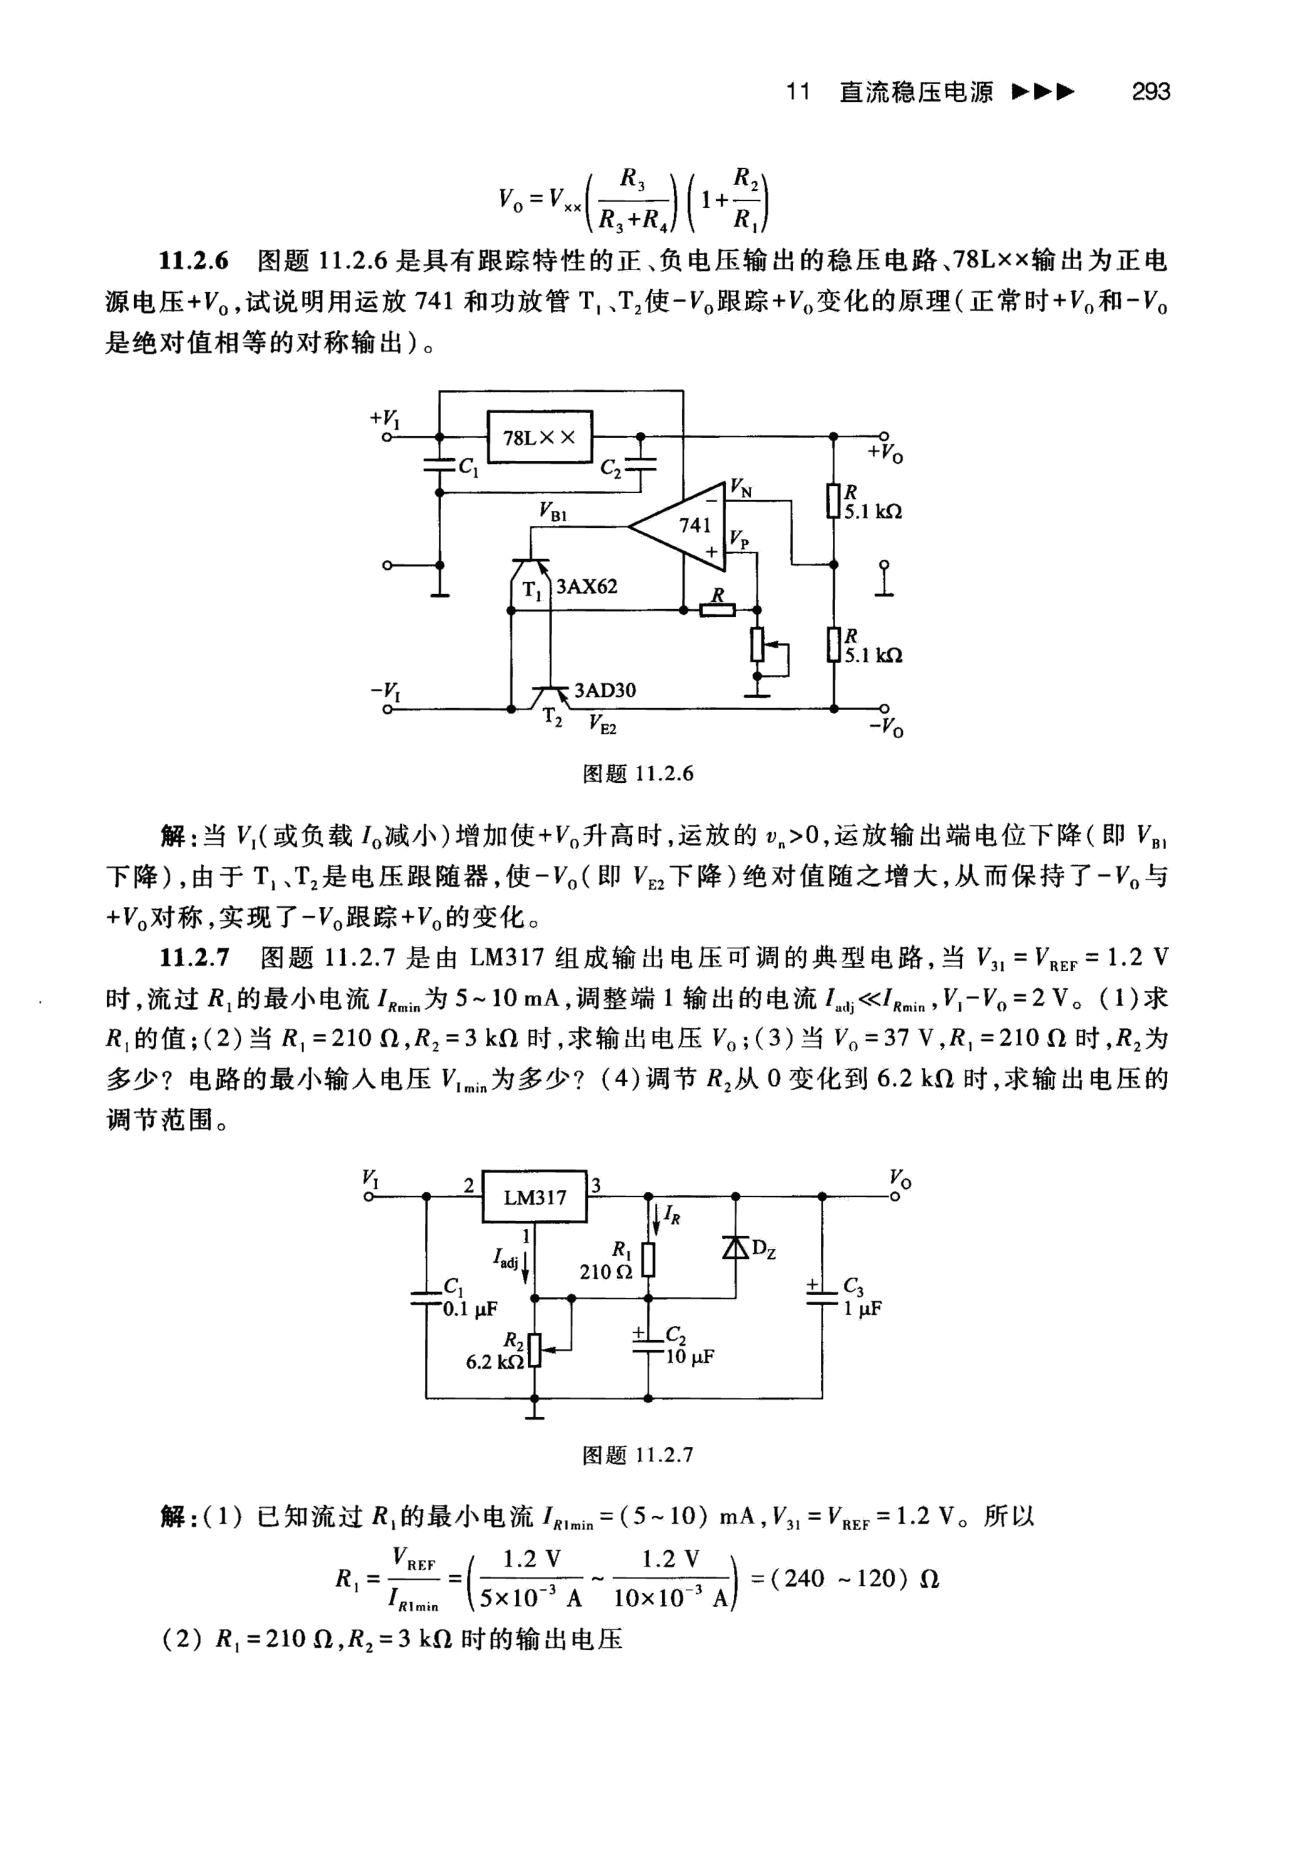 11 直流稳压电源 ▶▶▶ 293
V_O = V_×× ( R_3 / (R_3+R_4) ) ( 1 + R_2 / R_1 )
11.2.6 图题 11.2.6 是具有跟踪特性的正、负电压输出的稳压电路、78L××输出为正电
源电压+V_O,试说明用运放 741 和功放管 T_1、T_2使-V_O跟踪+V_O变化的原理(正常时+V_O和-V_O
是绝对值相等的对称输出)。
+V_I
78L××
+V_O
C_1
C_2
V_N
R
5.1 kΩ
V_B1
−
741
V_P
+
T_1
3AX62
R
R
5.1 kΩ
-V_I
3AD30
T_2
V_E2
-V_O
图题 11.2.6
解:当 V_I(或负载 I_O减小)增加使+V_O升高时,运放的 v_n>0,运放输出端电位下降(即 V_B1
下降),由于 T_1、T_2是电压跟随器,使-V_O(即 V_E2下降)绝对值随之增大,从而保持了-V_O与
+V_O对称,实现了-V_O跟踪+V_O的变化。
11.2.7 图题 11.2.7 是由 LM317 组成输出电压可调的典型电路,当 V_31 = V_REF = 1.2 V
时,流过 R_1的最小电流 I_Rmin为 5~10 mA,调整端 1 输出的电流 I_adj≪I_Rmin,V_I-V_O=2 V。(1)求
R_1的值;(2)当 R_1=210 Ω,R_2=3 kΩ 时,求输出电压 V_O;(3)当 V_O=37 V,R_1=210 Ω 时,R_2为
多少?电路的最小输入电压 V_Imin为多少?(4)调节 R_2从 0 变化到 6.2 kΩ 时,求输出电压的
调节范围。
V_I
2
LM317
3
V_O
1
I_R
I_adj
R_1
210 Ω
D_Z
C_1
0.1 μF
+
C_3
1 μF
R_2
6.2 kΩ
+
C_2
10 μF
图题 11.2.7
解:(1) 已知流过 R_1的最小电流 I_R1min = (5~10) mA,V_31 = V_REF = 1.2 V。所以
R_1 = V_REF / I_R1min = ( 1.2 V / 5×10^-3 A ~ 1.2 V / 10×10^-3 A ) = (240 ~120) Ω
(2) R_1=210 Ω,R_2=3 kΩ 时的输出电压